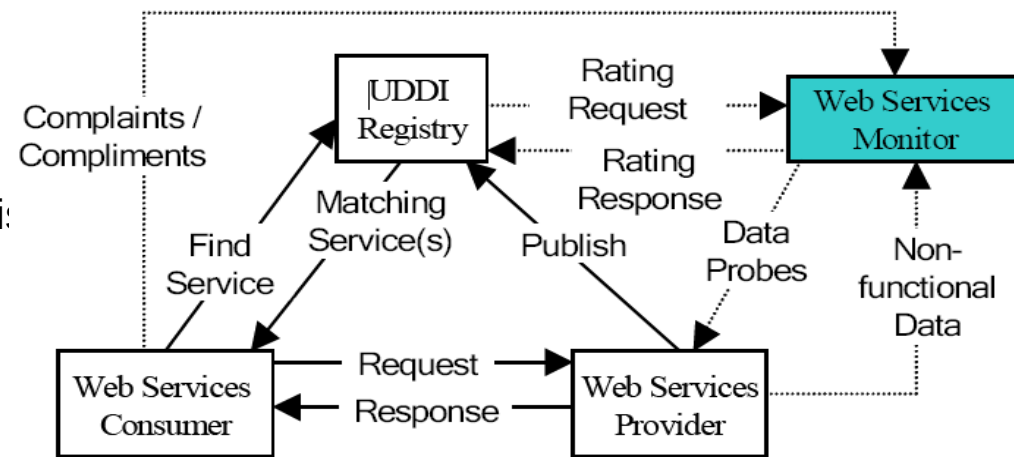 Rating
Request
UDDI
Registry
Web Services
Monitor
Complaints /
Compliments
Rating
Response
Matching
Service(s)
Find
Service
Publish
Data
Probes
Non-
functional
Data
Web Services
Consumer
Request
Response
Web Services
Provider